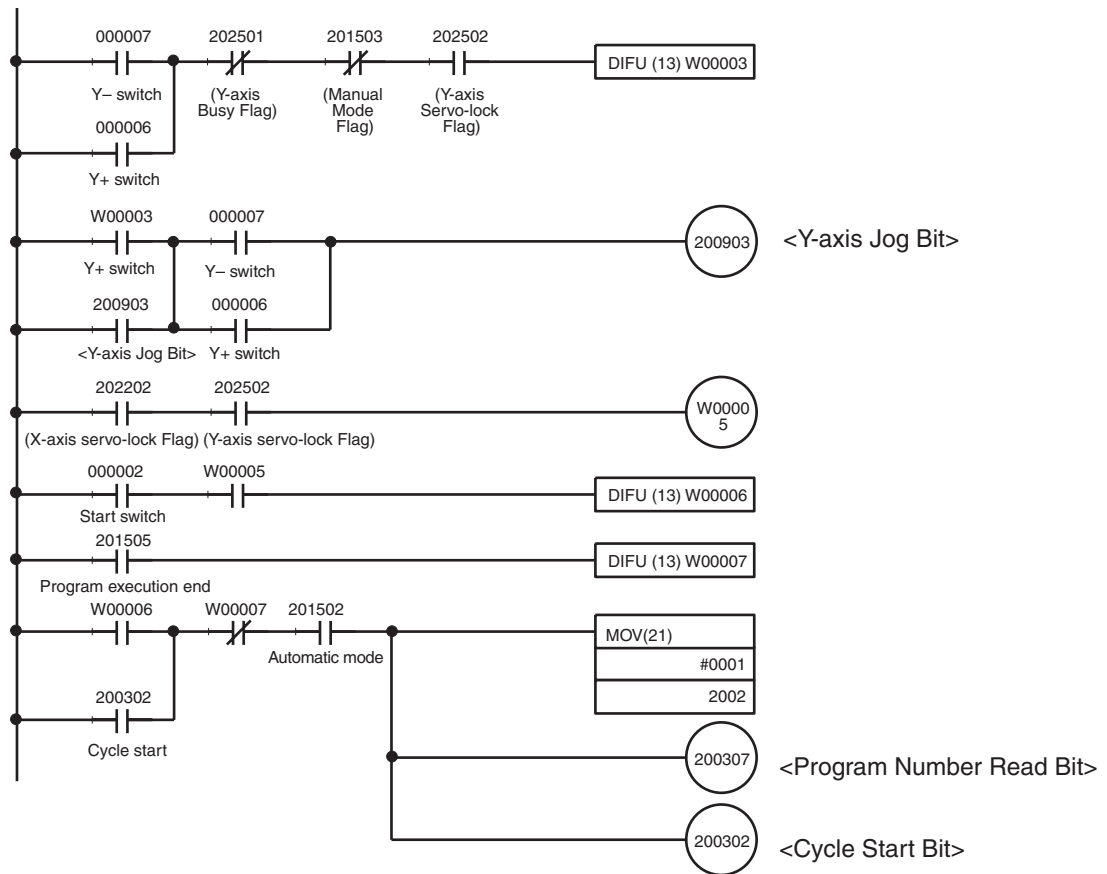 000007 202501 201503 202502
DIFU (13) W00003
Y– switch (Y-axis Busy Flag) (Manual Mode Flag) (Y-axis Servo-lock Flag)
000006
Y+ switch
W00003 000007
200903 <Y-axis Jog Bit>
Y+ switch Y– switch
200903 000006
<Y-axis Jog Bit> Y+ switch
202202 202502
W0000
5
(X-axis servo-lock Flag) (Y-axis servo-lock Flag)
000002 W00005
DIFU (13) W00006
Start switch
201505
DIFU (13) W00007
Program execution end
W00006 W00007 201502
MOV(21)
Automatic mode
#0001
2002
200302
Cycle start
200307 <Program Number Read Bit>
200302 <Cycle Start Bit>